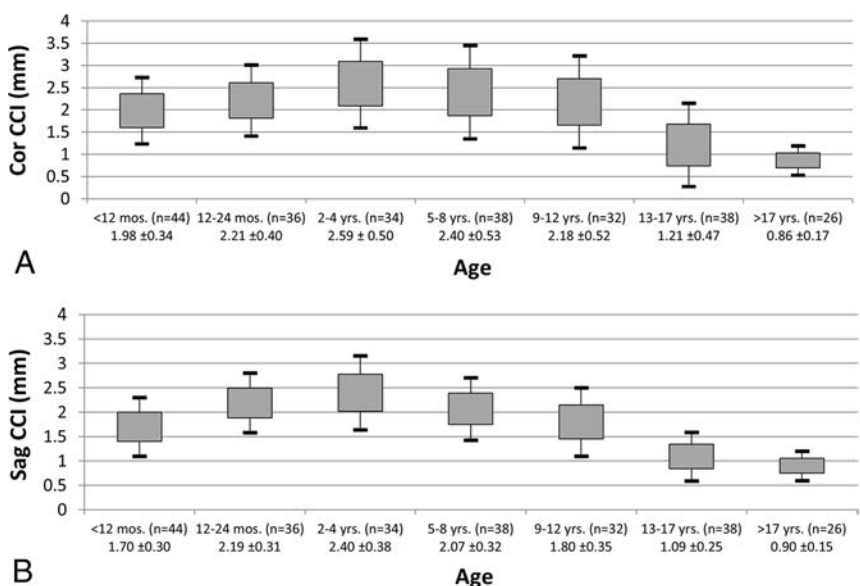 4
3.5
3
2.5
2
1.5
1
0.5
0
Cor CCI (mm)
<12 mos. (n=44) 12-24 mos. (n=36) 2-4 yrs. (n=34) 5-8 yrs. (n=38) 9-12 yrs. (n=32) 13-17 yrs. (n=38) >17 yrs. (n=26)
1.98 ±0.34 2.21 ±0.40 2.59 ± 0.50 2.40 ±0.53 2.18 ±0.52 1.21 ±0.47 0.86 ±0.17
A
Age
4
3.5
3
2.5
2
1.5
1
0.5
0
Sag CCI (mm)
<12 mos. (n=44) 12-24 mos. (n=36) 2-4 yrs. (n=34) 5-8 yrs. (n=38) 9-12 yrs. (n=32) 13-17 yrs. (n=38) >17 yrs. (n=26)
1.70 ±0.30 2.19 ±0.31 2.40 ±0.38 2.07 ±0.32 1.80 ±0.35 1.09 ±0.25 0.90 ±0.15
B
Age